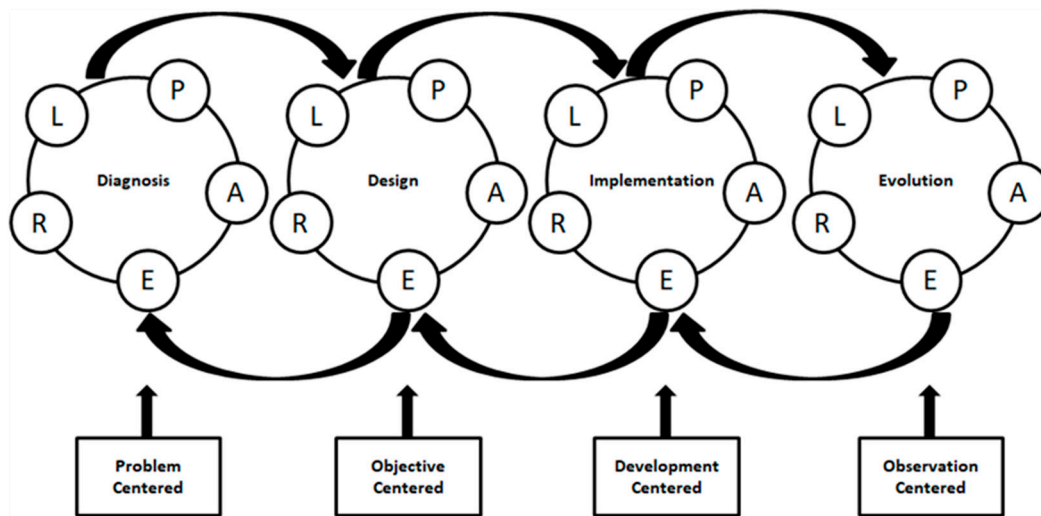 P
L
Diagnosis
A
R
E
P
L
Design
A
R
E
P
L
Implementation
A
R
E
P
L
Evolution
A
R
E
Problem
Centered
Objective
Centered
Development
Centered
Observation
Centered